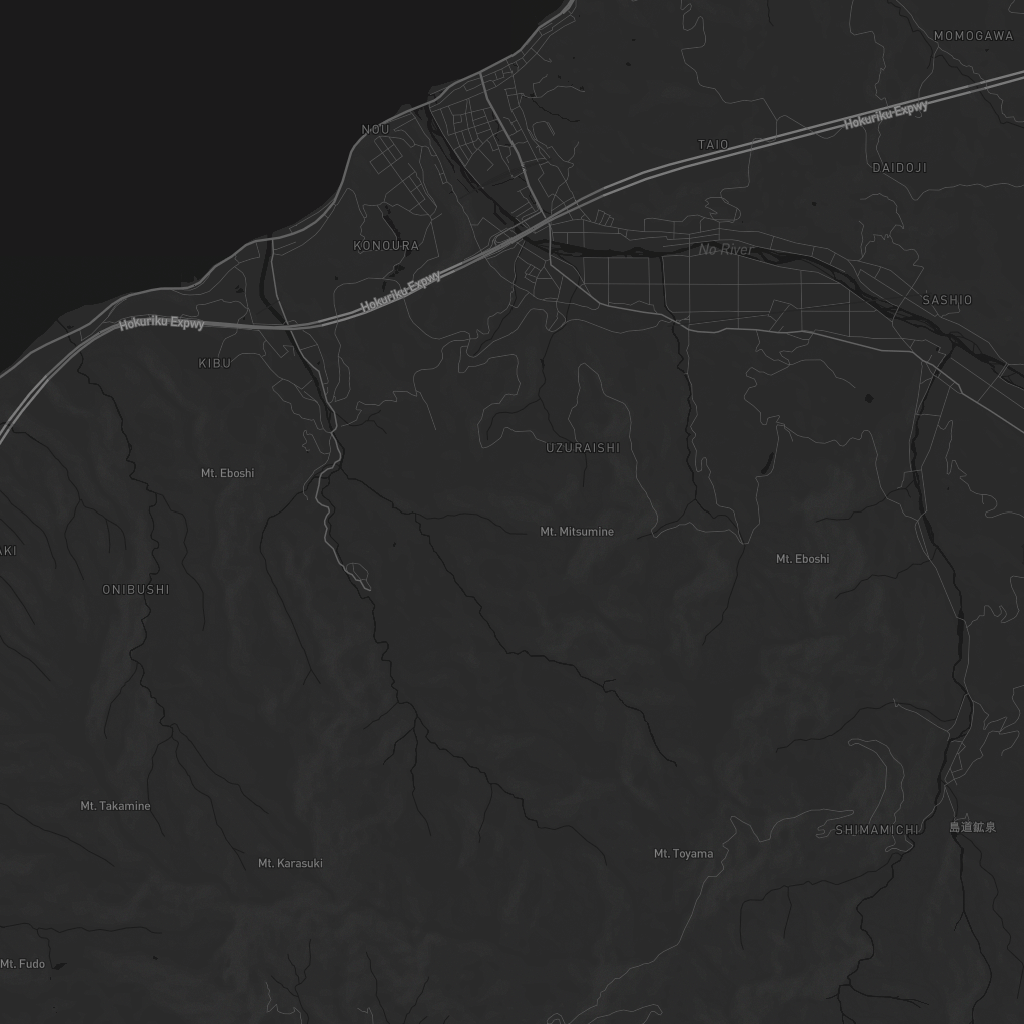 MOMOGAWA
Hokuriku Expwy
NOU
TAIO
DAIDOJI
KONOURA
No River
Hokuriku Expwy
SASHIO
Hokuriku Expwy
KIBU
UZURAISHI
Mt. Eboshi
Mt. Mitsumine
AKI
Mt. Eboshi
ONIBUSHI
Mt. Takamine
SHIMAMICHI
島道鉱泉
Mt. Toyama
Mt. Karasuki
Mt. Fudo